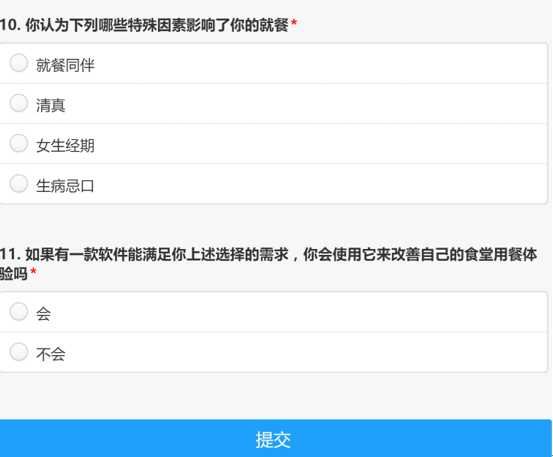 10. 你认为下列哪些特殊因素影响了你的就餐*
就餐同伴
清真
女生经期
生病忌口
11. 如果有一款软件能满足你上述选择的需求，你会使用它来改善自己的食堂用餐体
验吗*
会
不会
提交